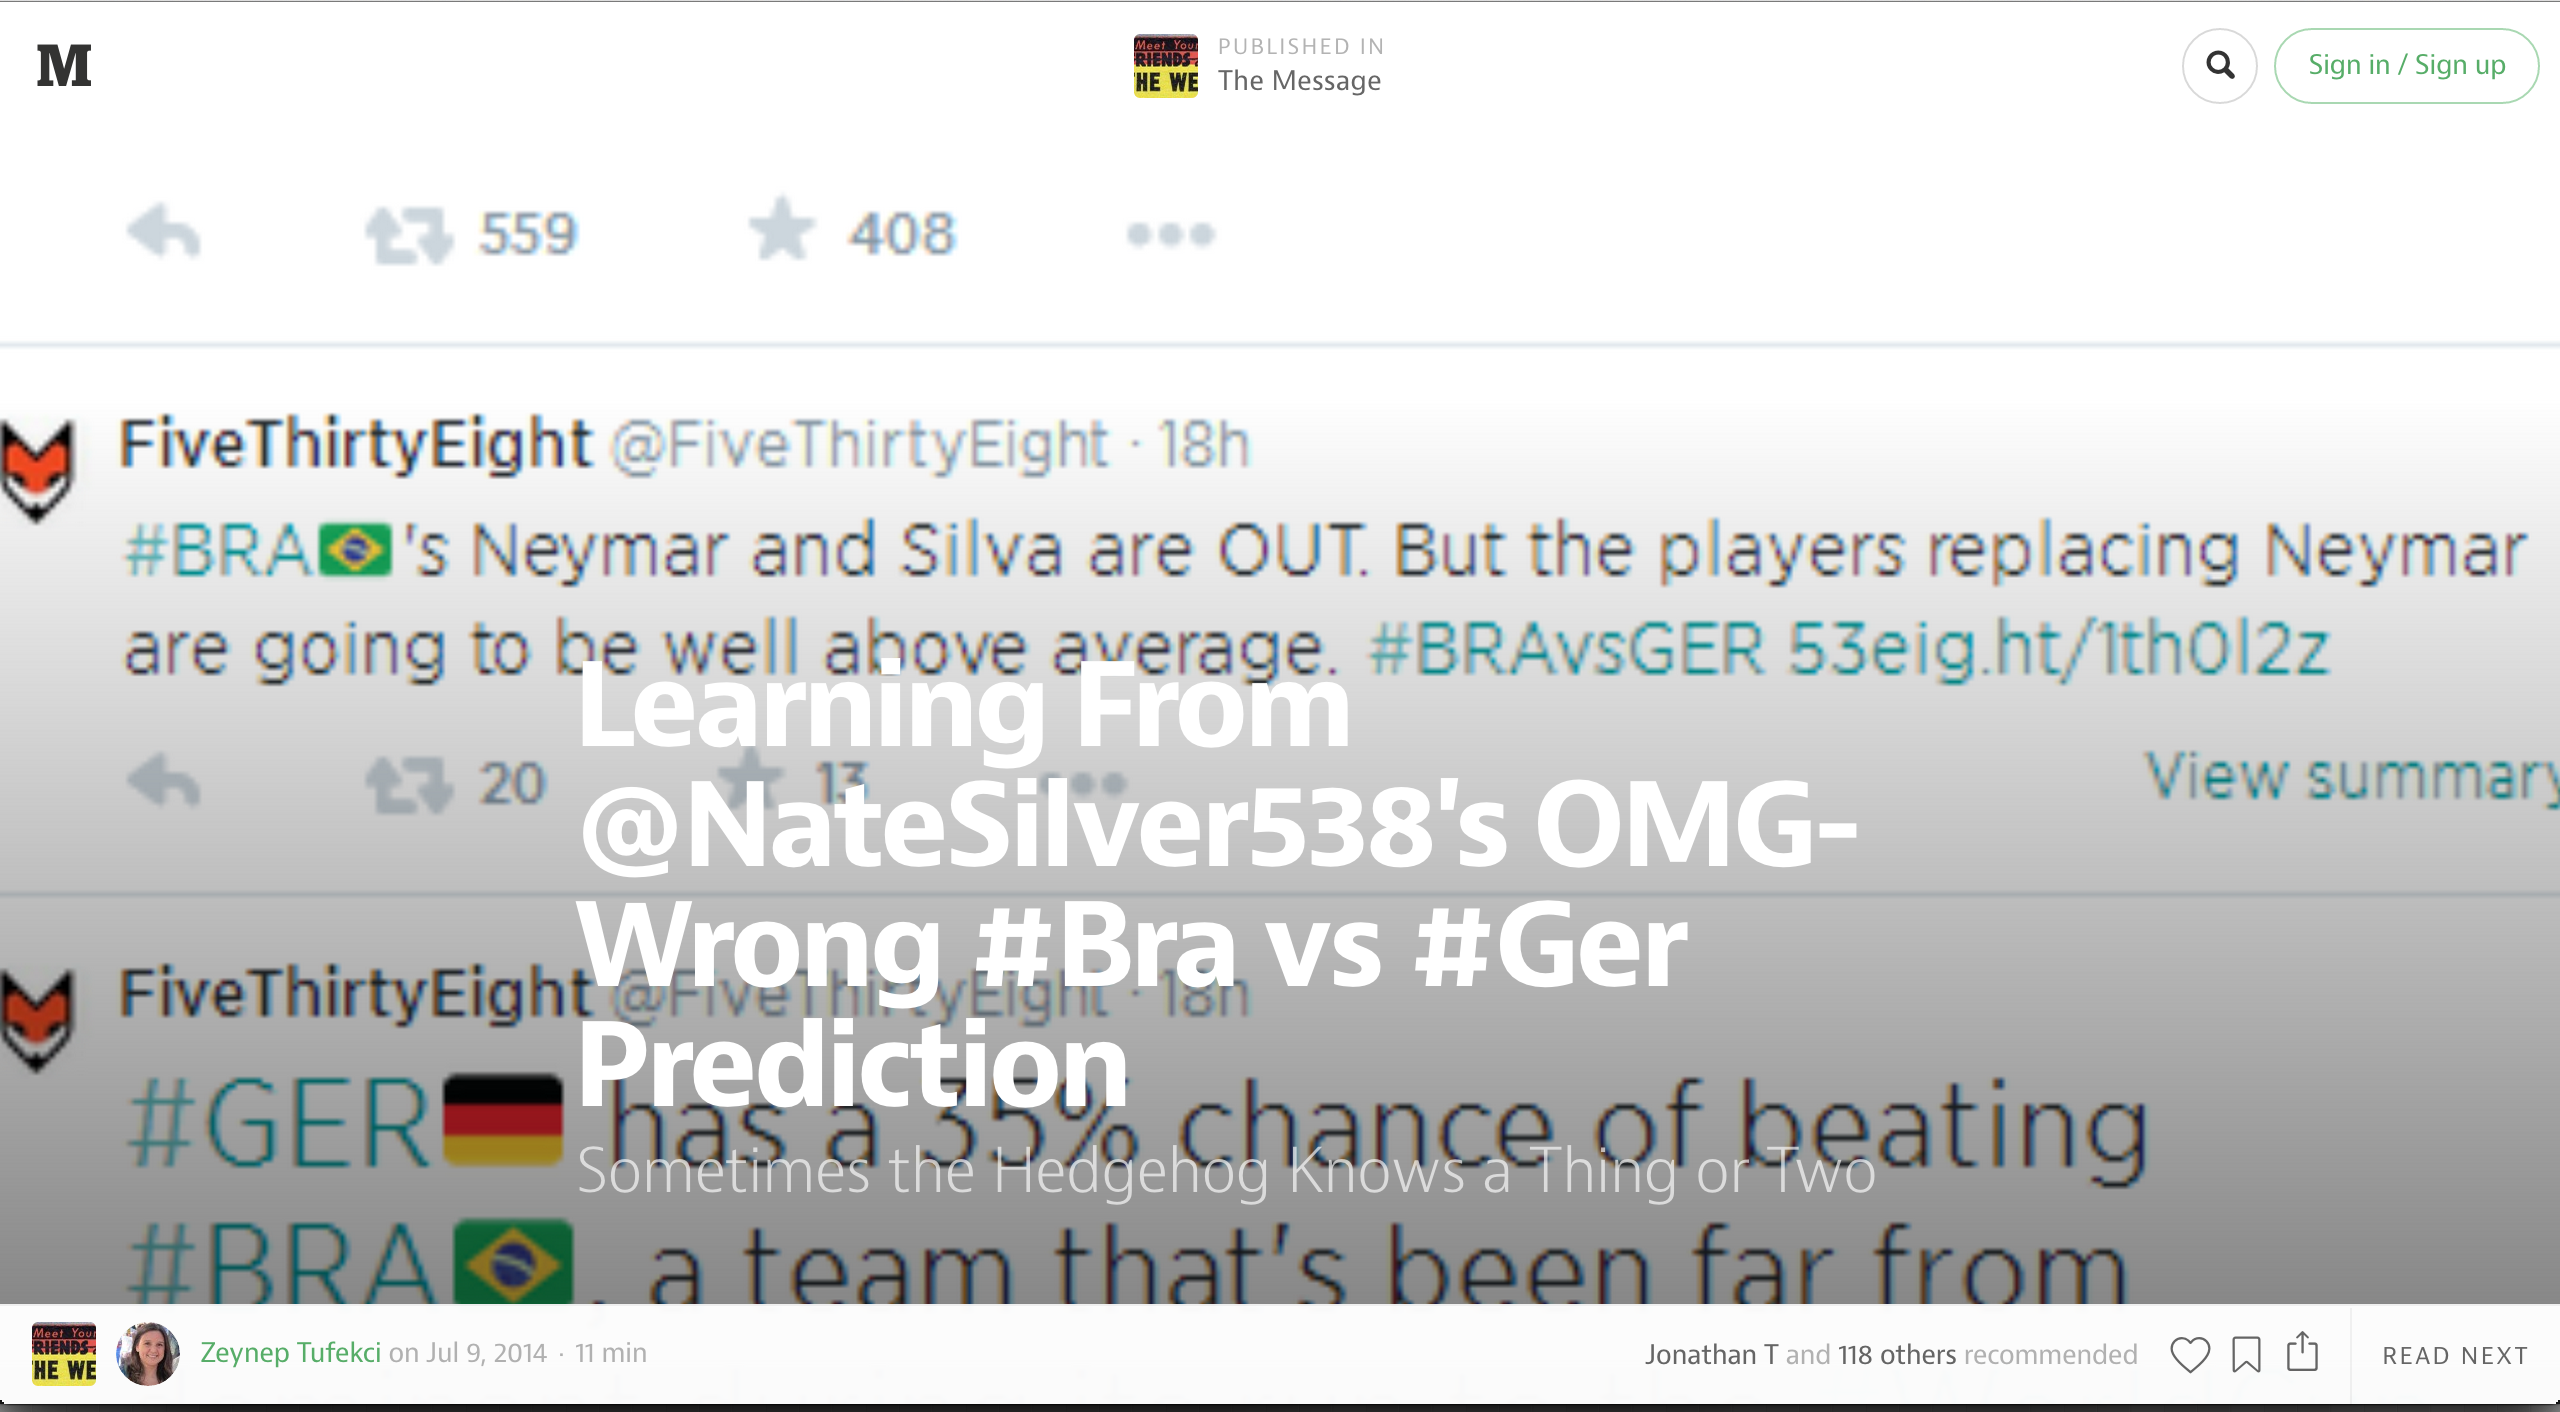 M
Meet Your
RIENDS
HE WE
PUBLISHED IN
The Message
Sign in / Sign up
559
408
FiveThirtyEight @FiveThirtyEight · 18h
#BRA's Neymar and Silva are OUT. But the players replacing Neymar
are going to be well above average. #BRAvsGER 53eig.ht/1th0l2z
20
13
View summary
Learning From
@NateSilver538's OMG-
Wrong #Bra vs #Ger
Prediction
Sometimes the Hedgehog Knows a Thing or Two
FiveThirtyEight @FiveThirtyEight · 18h
#GER has a 35% chance of beating
#BRA, a team that's been far from
Meet Your
RIENDS
HE WE
Zeynep Tufekci on Jul 9, 2014 · 11 min
Jonathan T and 118 others recommended
READ NEXT